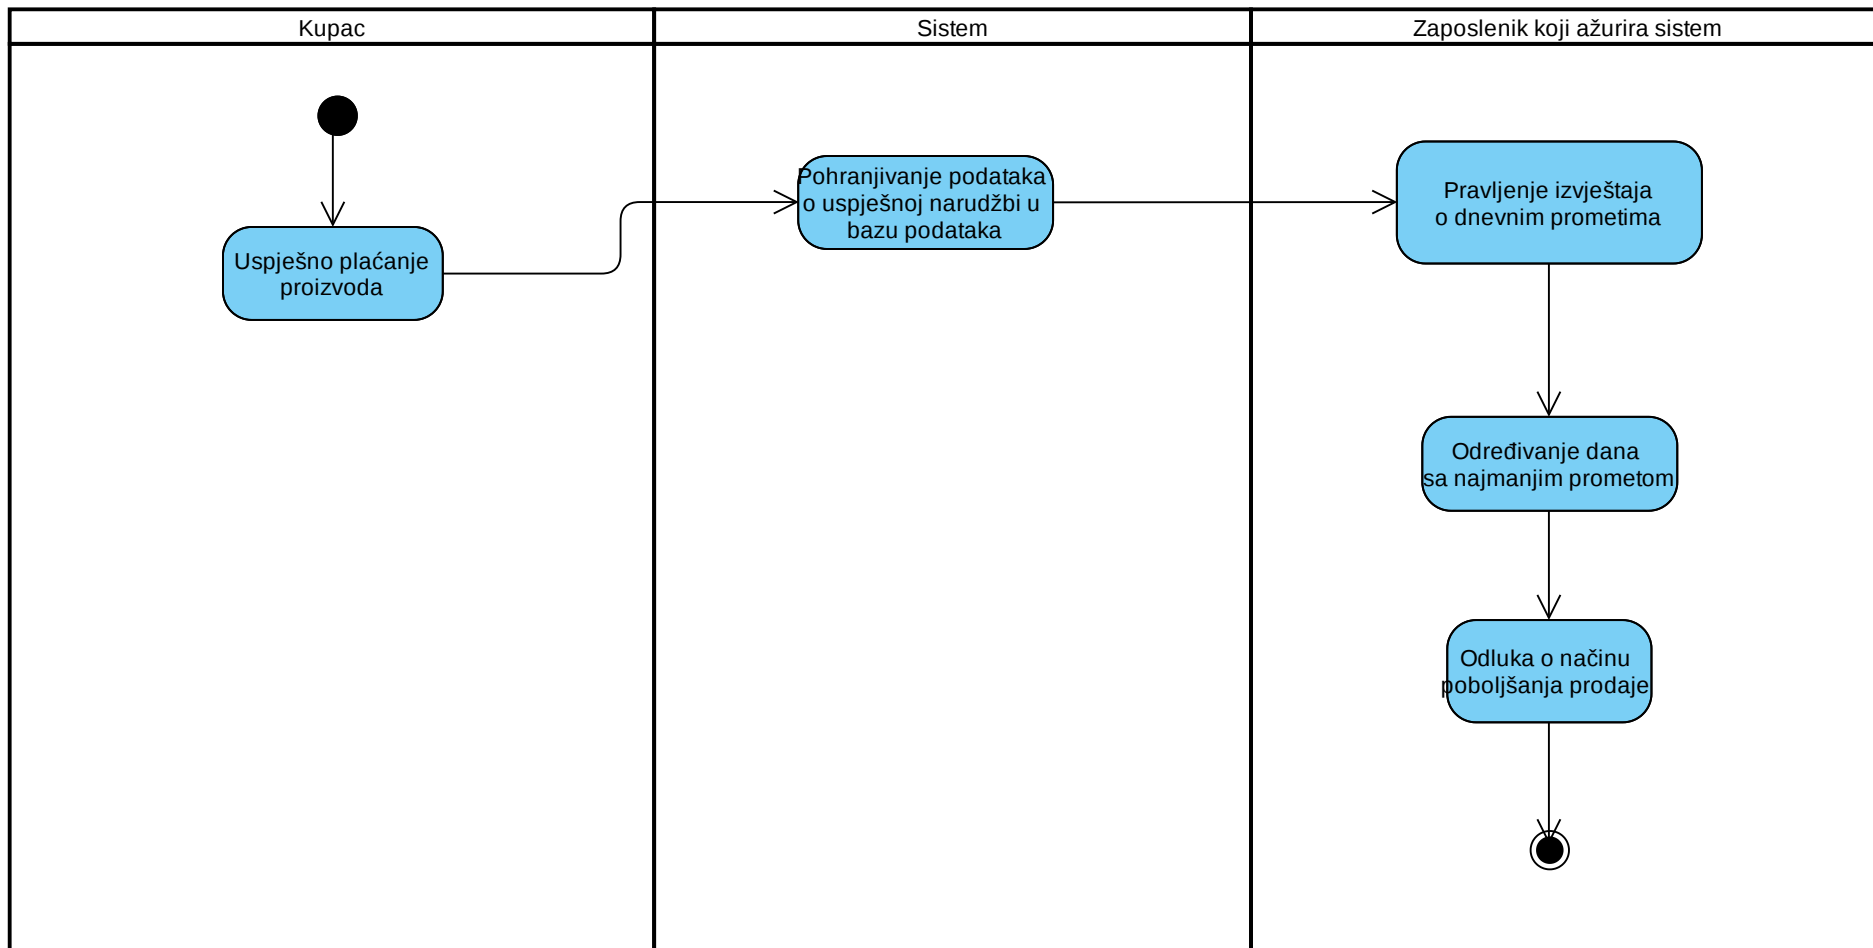 Kupac
Sistem
Zaposlenik koji ažurira sistem
Uspješno plaćanje
proizvoda
Pohranjivanje podataka
o uspješnoj narudžbi u
bazu podataka
Pravljenje izvještaja
o dnevnim prometima
Određivanje dana
sa najmanjim prometom
Odluka o načinu
poboljšanja prodaje